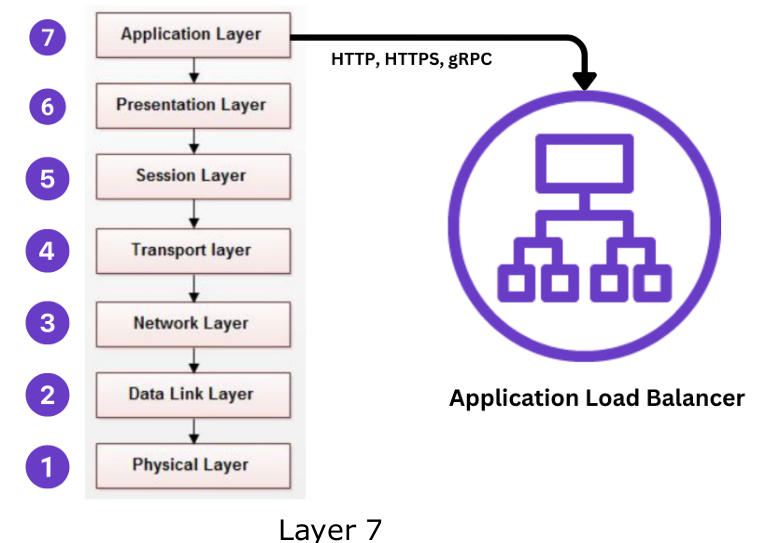 7
Application Layer
HTTP, HTTPS, gRPC
6
Presentation Layer
5
Session Layer
4
Transport layer
3
Network Layer
2
Data Link Layer
Application Load Balancer
1
Physical Layer
Layer 7